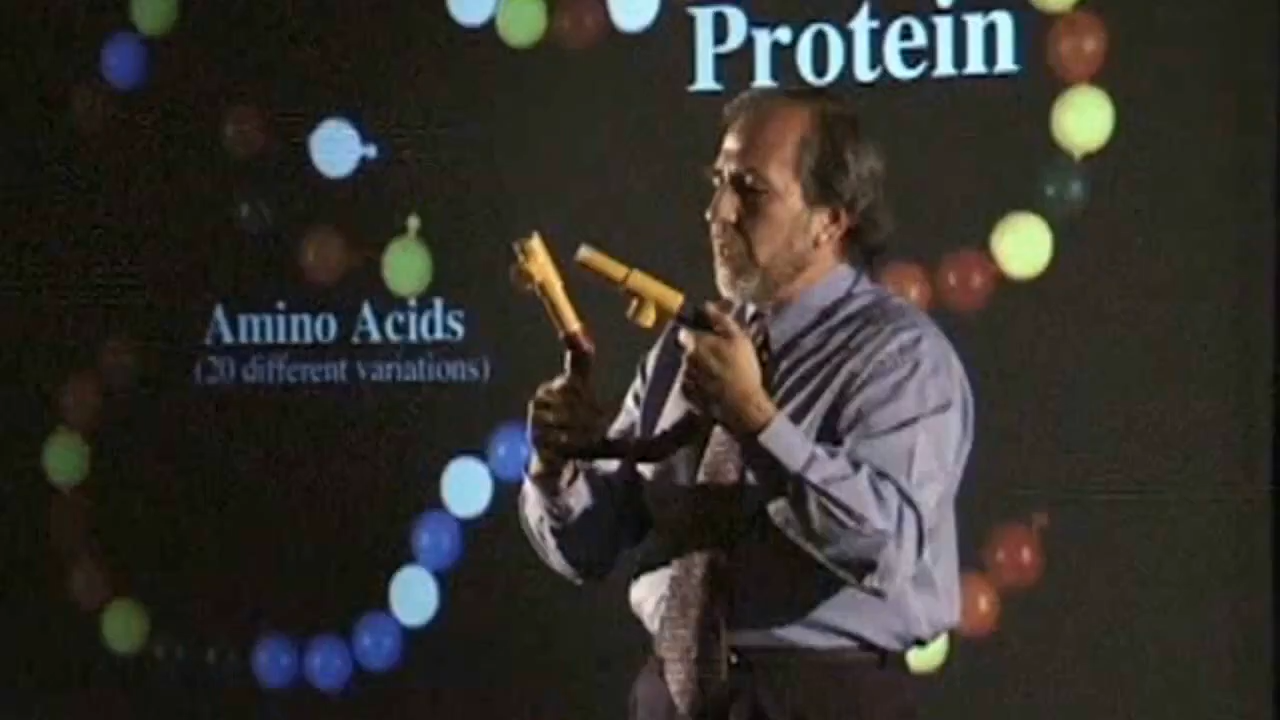 Protein
Amino Acids
(20 different variations)